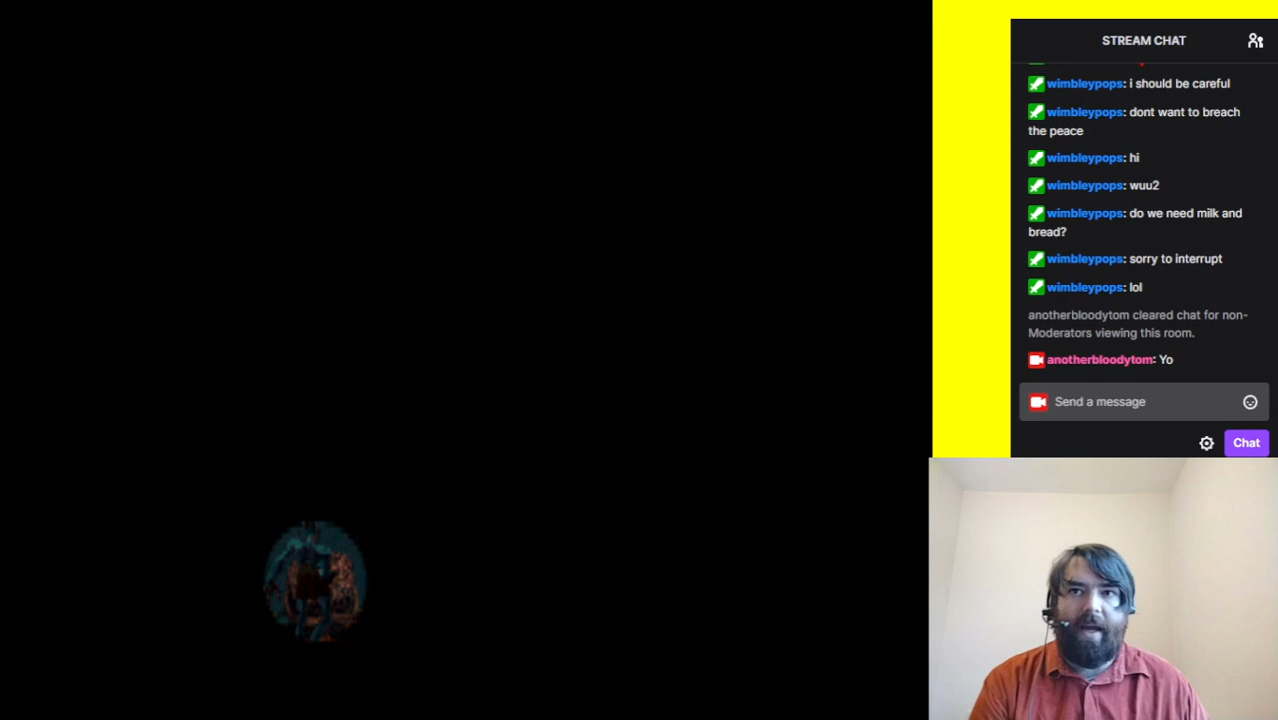 STREAM CHAT
wimbleypops: i should be careful
wimbleypops: dont want to breach
the peace
wimbleypops: hi
wimbleypops: wuu2
wimbleypops: do we need milk and
bread?
wimbleypops: sorry to interrupt
wimbleypops: lol
anotherbloodytom cleared chat for non-
Moderators viewing this room.
anotherbloodytom: Yo
Send a message
Chat